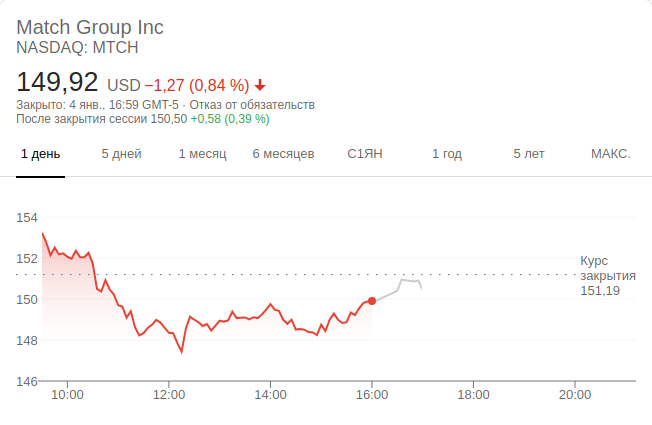 Match Group Inc
NASDAQ: MTCH
149,92 USD −1,27 (0,84 %)
Закрыто: 4 янв., 16:59 GMT-5 · Отказ от обязательств
После закрытия сессии 150,50 +0,58 (0,39 %)
1 день 5 дней 1 месяц 6 месяцев С1ЯН 1 год 5 лет МАКС.
154
152
150
148
146
Курс
закрытия
151,19
10:00 12:00 14:00 16:00 18:00 20:00